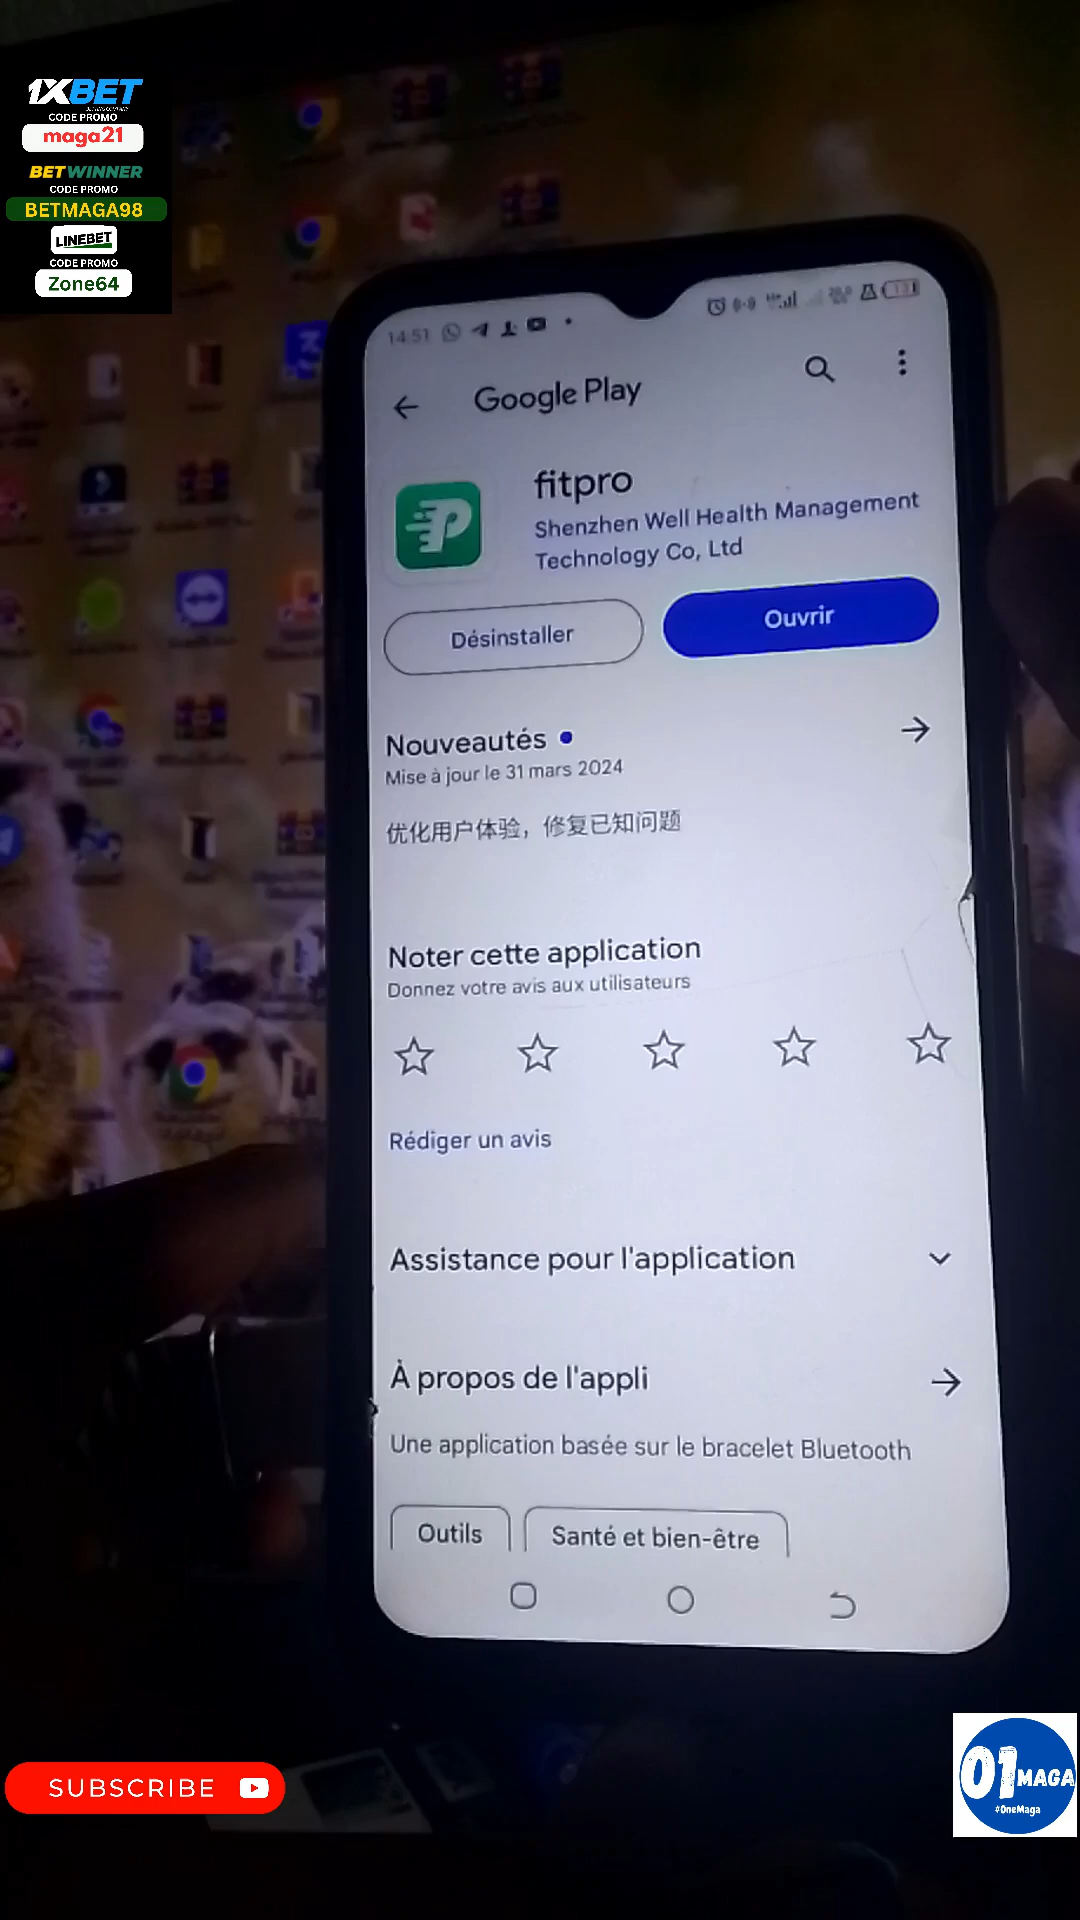 1XBET
CODE PROMO
maga21
BETWINNER
CODE PROMO
BETMAGA98
LINEBET
CODE PROMO
Zone64
14:51
Google Play
fitpro
Shenzhen Well Health Management
Technology Co, Ltd
Désinstaller
Ouvrir
Nouveautés
Mise à jour le 31 mars 2024
优化用户体验，修复已知问题
Noter cette application
Donnez votre avis aux utilisateurs
Rédiger un avis
Assistance pour l'application
À propos de l'appli
Une application basée sur le bracelet Bluetooth
Outils
Santé et bien-être
SUBSCRIBE
01MAGA
#OneMaga